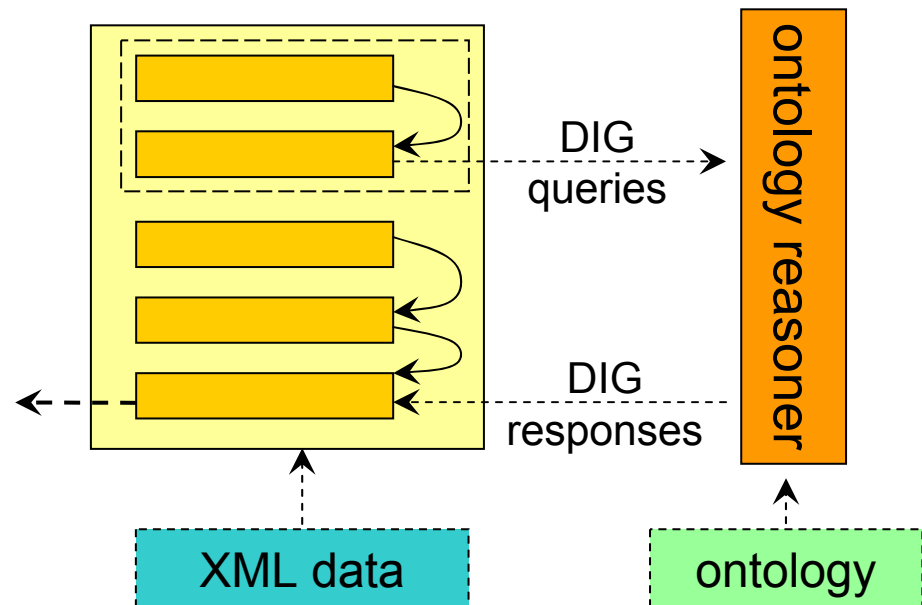 DIG
queries
ontology reasoner
DIG
responses
XML data
ontology